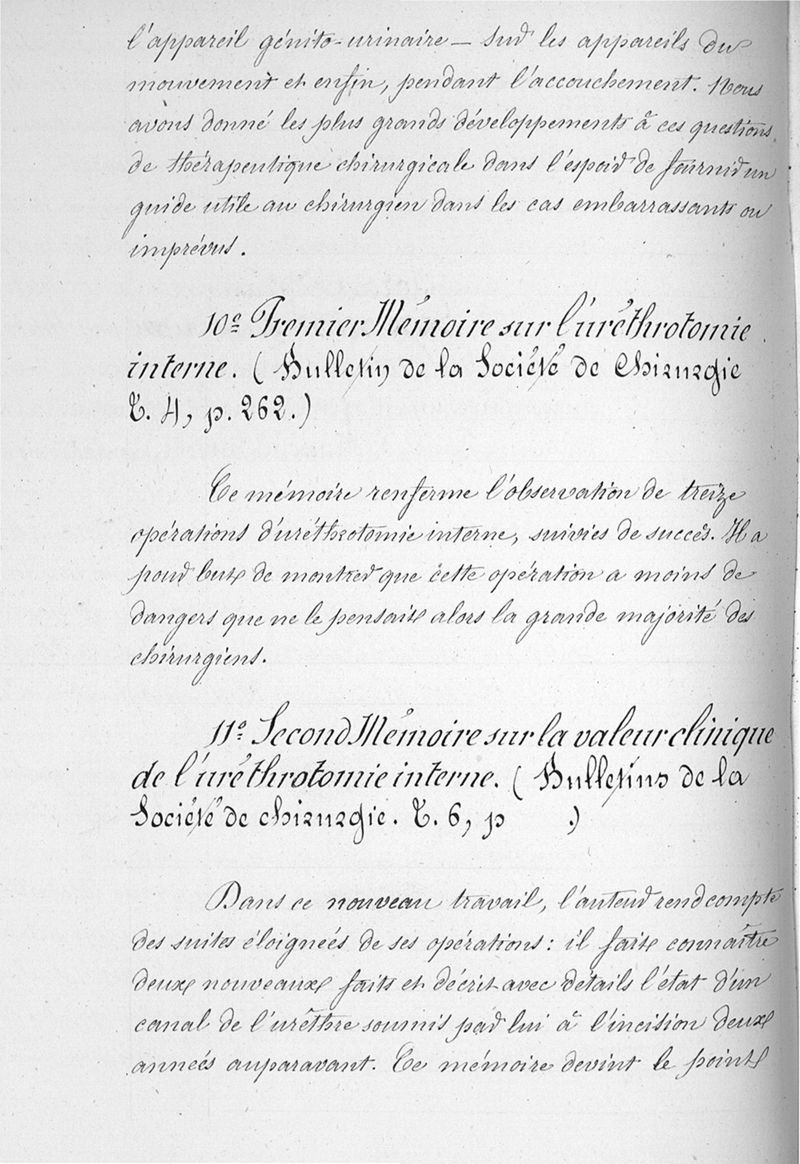 l'appareil génito-urinaire — sur les appareils du
mouvement et enfin, pendant l'accouchement. Nous
avons donné les plus grands développements à ces questions
de thérapeutique chirurgicale dans l'espoir de fournir un
guide utile au chirurgien dans les cas embarrassants ou
imprévus.
10º Premier Mémoire sur l'uréthrotomie
interne. (Bulletin de la Société de Chirurgie
T. 4, p. 262.)
Ce mémoire renferme l'observation de treize
opérations d'uréthrotomie interne, suivies de succès. Il a
pour but de montrer que cette opération a moins de
dangers que ne le pensait alors la grande majorité des
chirurgiens.
11º Second Mémoire sur la valeur clinique
de l'uréthrotomie interne. (Bulletins de la
Société de chirurgie. T. 6, p .)
Dans ce nouveau travail, l'auteur rend compte
des suites éloignées de ses opérations : il fait connaître
deux nouveaux faits et décrit avec détails l'état d'un
canal de l'urèthre soumis par lui à l'incision deux
années auparavant. Ce mémoire devint le point